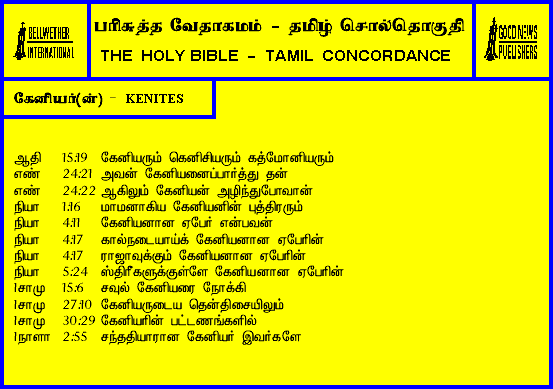 BELLWETHER
INTERNATIONAL
பரிசுத்த வேதாகமம் - தமிழ் சொல்தொகுதி
THE HOLY BIBLE - TAMIL CONCORDANCE
GOOD NEWS
PUBLISHERS
கேனியர்(ன்) - KENITES
ஆதி 15:19 கேனியரும் கெனிசியரும் கத்மோனியரும்
எண் 24:21 அவன் கேனியனைப்பார்த்து தன்
எண் 24:22 ஆகிலும் கேனியன் அழிந்துபோவான்
நியா 1:16 மாமனாகிய கேனியனின் புத்திரரும்
நியா 4:11 கேனியனான ஏபேர் என்பவன்
நியா 4:17 கால்நடையாய்க் கேனியனான ஏபேரின்
நியா 4:17 ராஜாவுக்கும் கேனியனான ஏபேரின்
நியா 5:24 ஸ்திரீகளுக்குள்ளே கேனியனான ஏபேரின்
1சாமு 15:6 சவுல் கேனியரை நோக்கி
1சாமு 27:10 கேனியருடைய தென்திசையிலும்
1சாமு 30:29 கேனியரின் பட்டணங்களில்
1நாளா 2:55 சந்ததியாரான கேனியர் இவர்களே